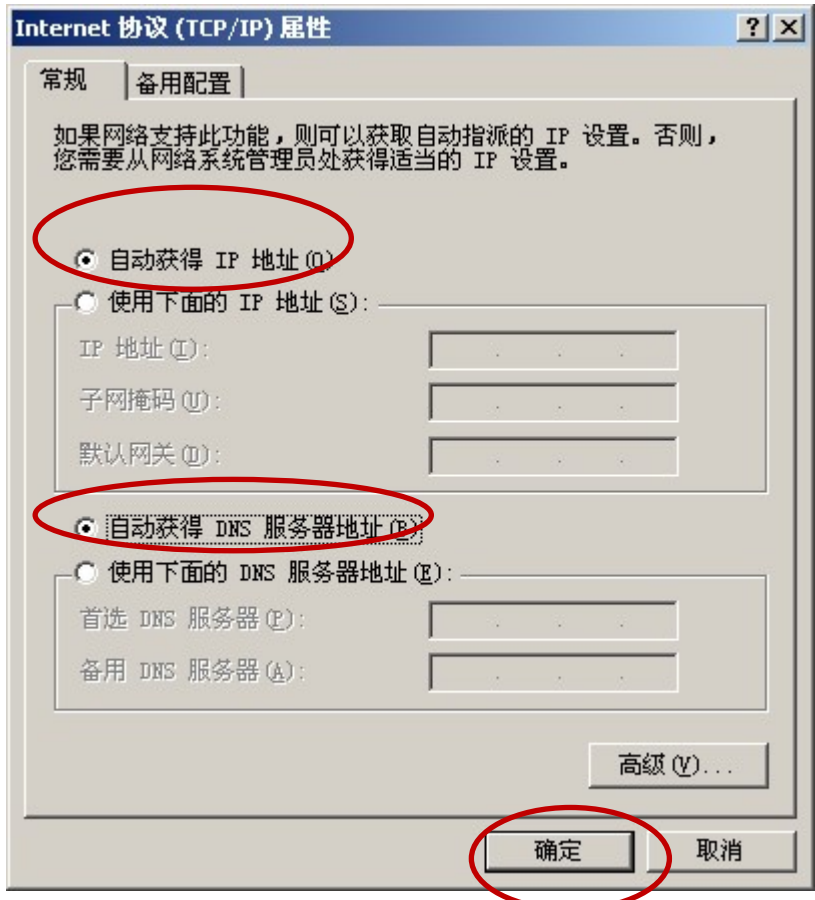 Internet 协议 (TCP/IP) 属性
常规
备用配置
如果网络支持此功能，则可以获取自动指派的 IP 设置。否则，
您需要从网络系统管理员处获得适当的 IP 设置。
自动获得 IP 地址(O)
使用下面的 IP 地址(S):
IP 地址(I):
子网掩码(U):
默认网关(D):
自动获得 DNS 服务器地址(B)
使用下面的 DNS 服务器地址(E):
首选 DNS 服务器(P):
备用 DNS 服务器(A):
高级(V)...
确定
取消